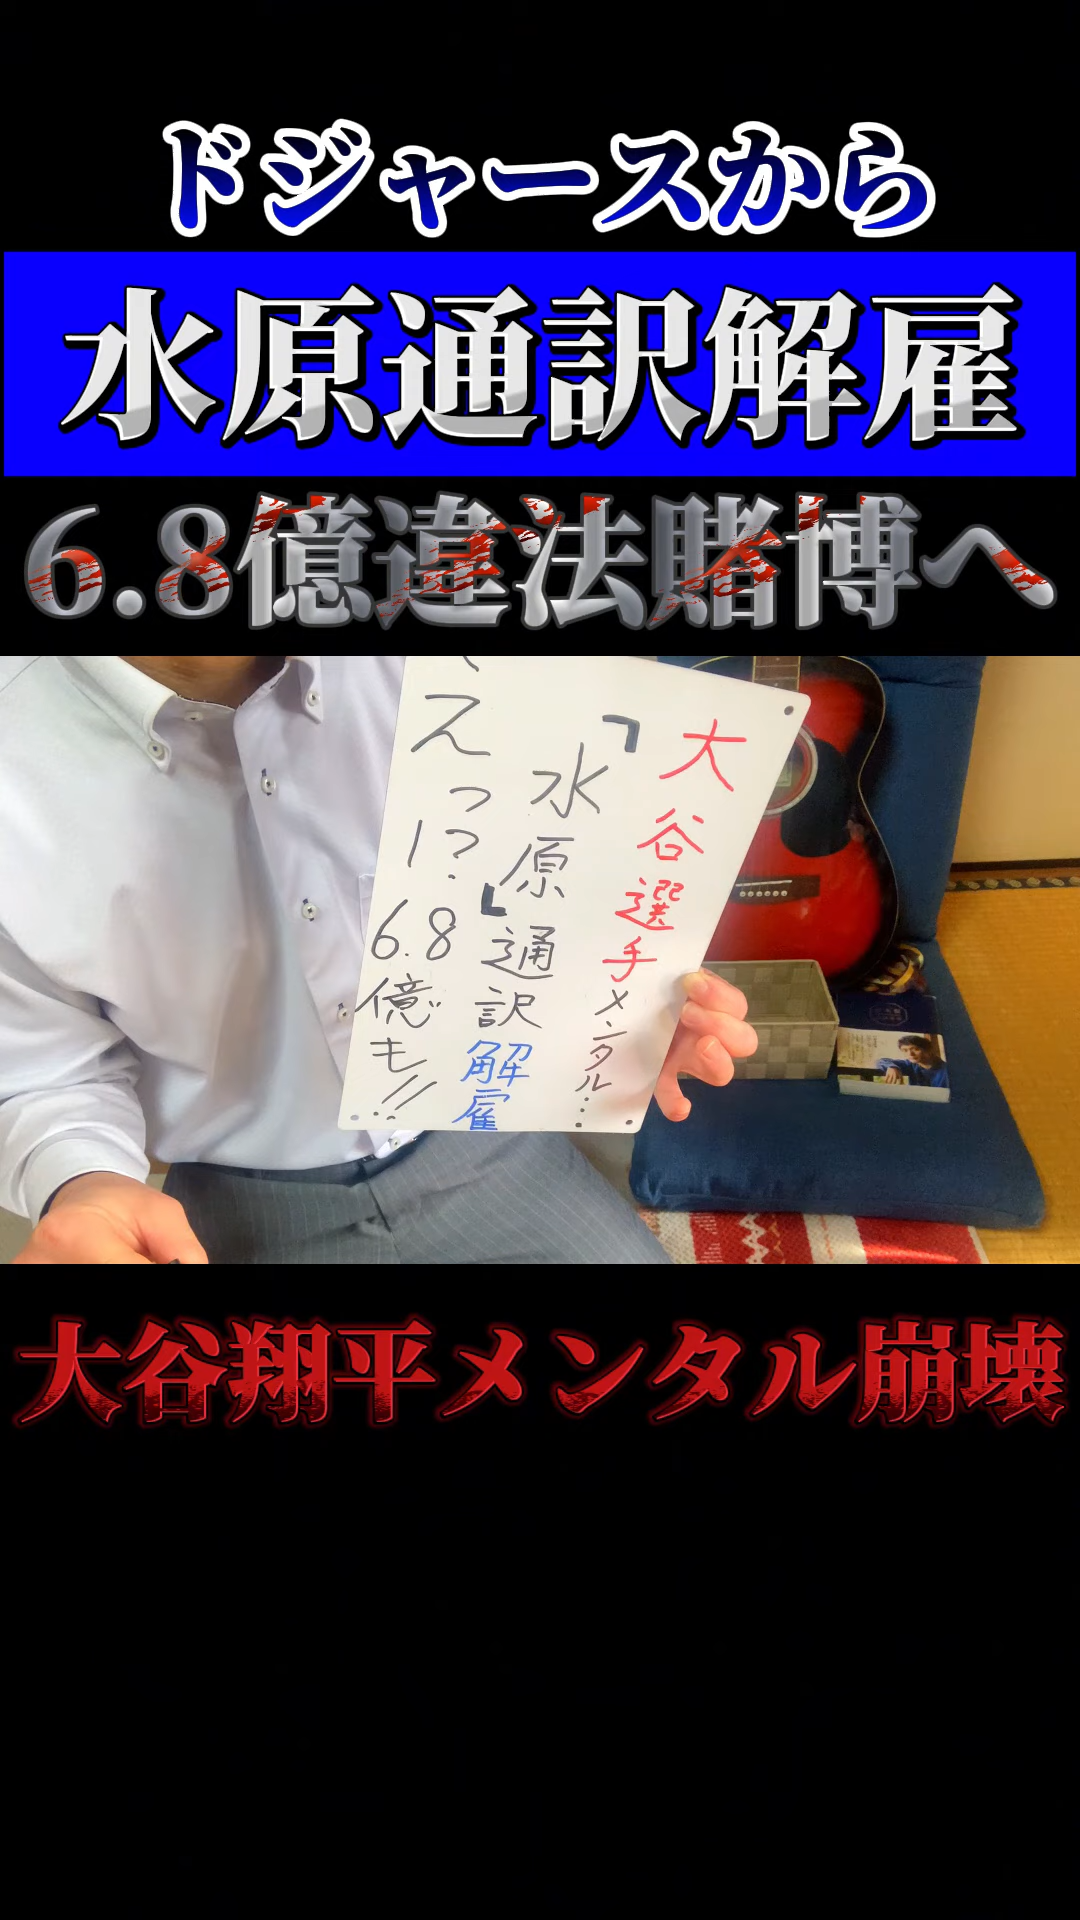 ドジャースから
水原通訳解雇
6.8億違法賭博へ
大谷選手メンタル…
「水原」通訳解雇
えっ!?6.8億も!!
大谷翔平メンタル崩壊